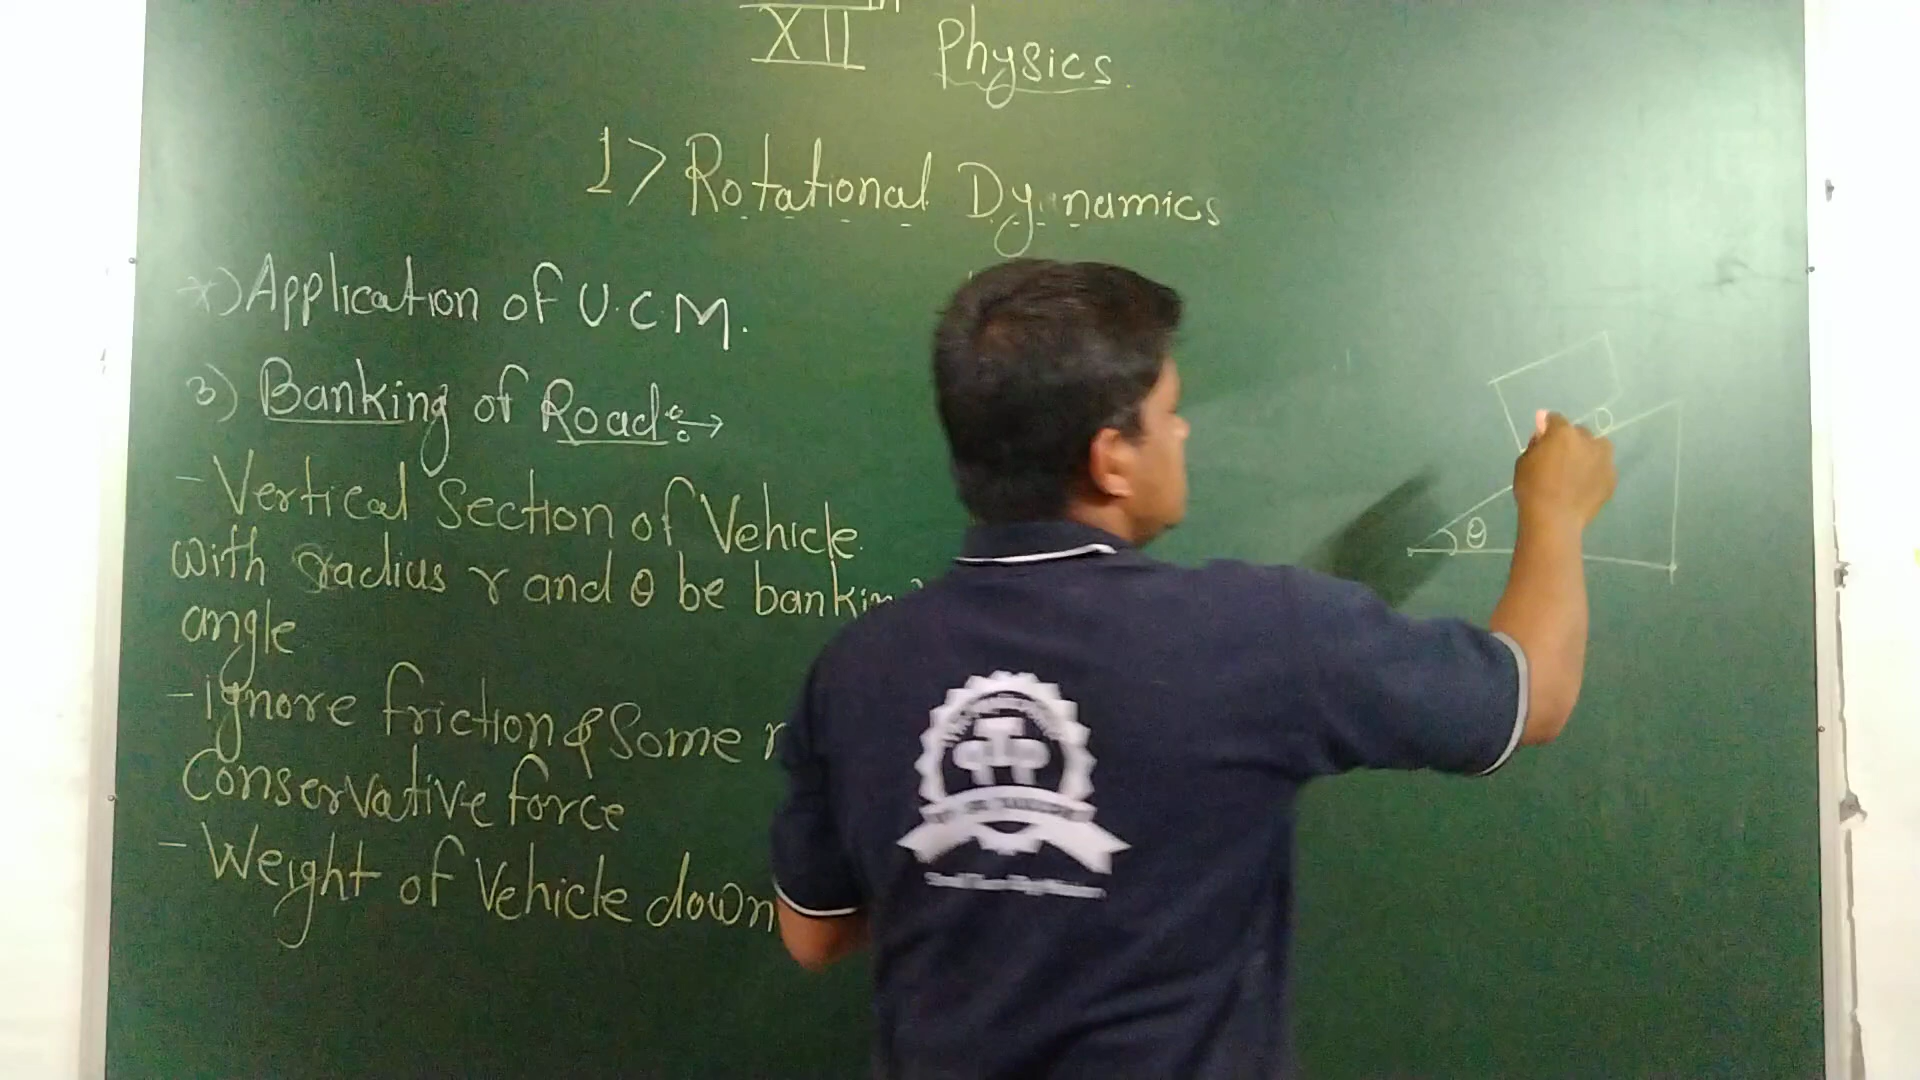 XII Physics.
1> Rotational Dynamics
x) Application of U.C.M.
3) Banking of Road:→
- Vertical Section of Vehicle.
with radius r and θ be banking
angle
- ignore friction & Some
Conservative force
- Weight of Vehicle down
θ